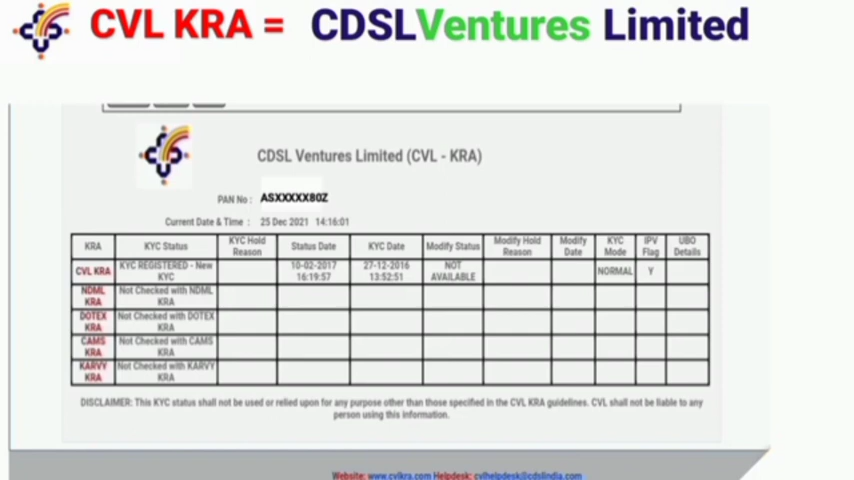 CVL KRA = CDSLVentures Limited
CDSL Ventures Limited (CVL - KRA)
PAN No : ASXXXXX80Z
Current Date & Time : 25 Dec 2021 14:16:01
KRA KYC Status KYC Hold Reason Status Date KYC Date Modify Status Modify Hold Reason Modify Date KYC Mode IPV Flag UBO Details
CVL KRA KYC REGISTERED - New KYC 10-02-2017 16:19:57 27-12-2016 13:52:51 NOT AVAILABLE NORMAL Y
NDML KRA Not Checked with NDML KRA
DOTEX KRA Not Checked with DOTEX KRA
CAMS KRA Not Checked with CAMS KRA
KARVY KRA Not Checked with KARVY KRA
DISCLAIMER: This KYC status shall not be used or relied upon for any purpose other than those specified in the CVL KRA guidelines. CVL shall not be liable to any
person using this information.
Website: www.cvlkra.com Helpdesk: cvlhelpdesk@cdslindia.com